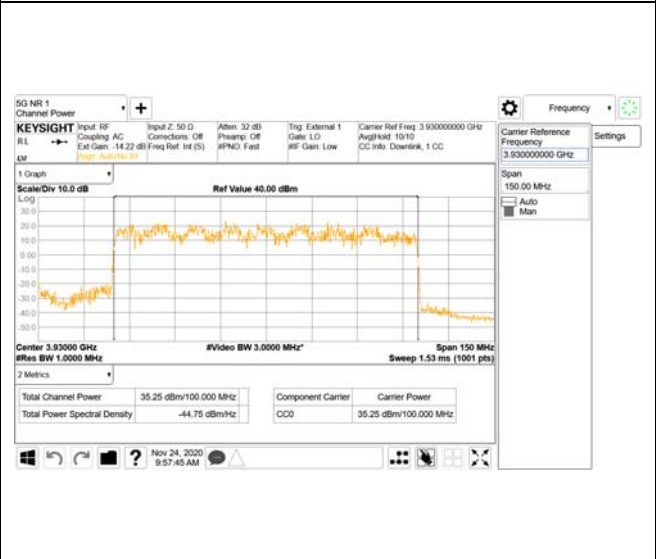 5G NR 1
Channel Power
Frequency
KEYSIGHT Input: RF Input Z: 50 Ω Atten: 32 dB Trig: External 1 Carrier Ref Freq: 3.930000000 GHz
R L Coupling: AC Corrections: Off Preamp: Off Gate: LO Avg|Hold: 10/10
Ext Gain: -14.22 dB Freq Ref: Int (S) #PNO: Fast #IF Gain: Low CC Info: Downlink, 1 CC
Align: Auto/No RF
Carrier Reference Frequency
3.930000000 GHz
Settings
Span
150.00 MHz
Auto
Man
1 Graph
Scale/Div 10.0 dB Ref Value 40.00 dBm
Log
30.0
20.0
10.0
0.00
-10.0
-20.0
-30.0
-40.0
-50.0
Center 3.93000 GHz #Video BW 3.0000 MHz* Span 150 MHz
#Res BW 1.0000 MHz Sweep 1.53 ms (1001 pts)
2 Metrics
Total Channel Power 35.25 dBm/100.000 MHz Component Carrier Carrier Power
Total Power Spectral Density -44.75 dBm/Hz CC0 35.25 dBm/100.000 MHz
? Nov 24, 2020
9:57:45 AM